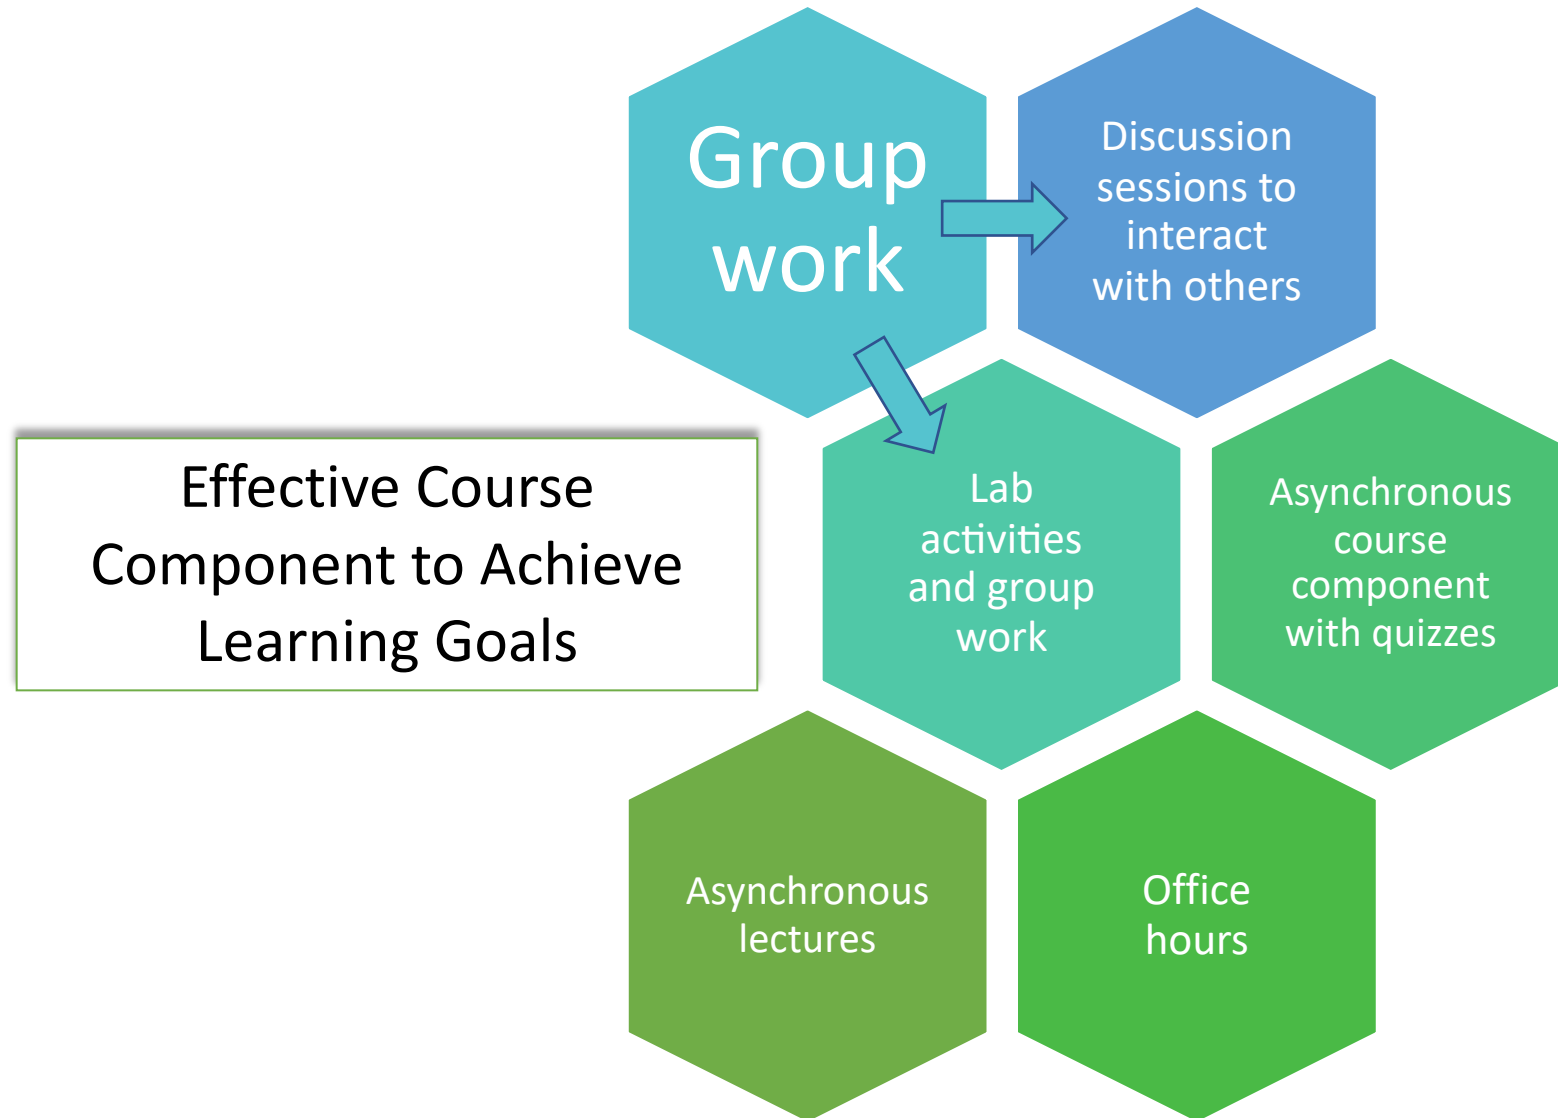 Group
work
Discussion
sessions to
interact
with others
Effective Course
Component to Achieve
Learning Goals
Lab
activities
and group
work
Asynchronous
course
component
with quizzes
Asynchronous
lectures
Office
hours